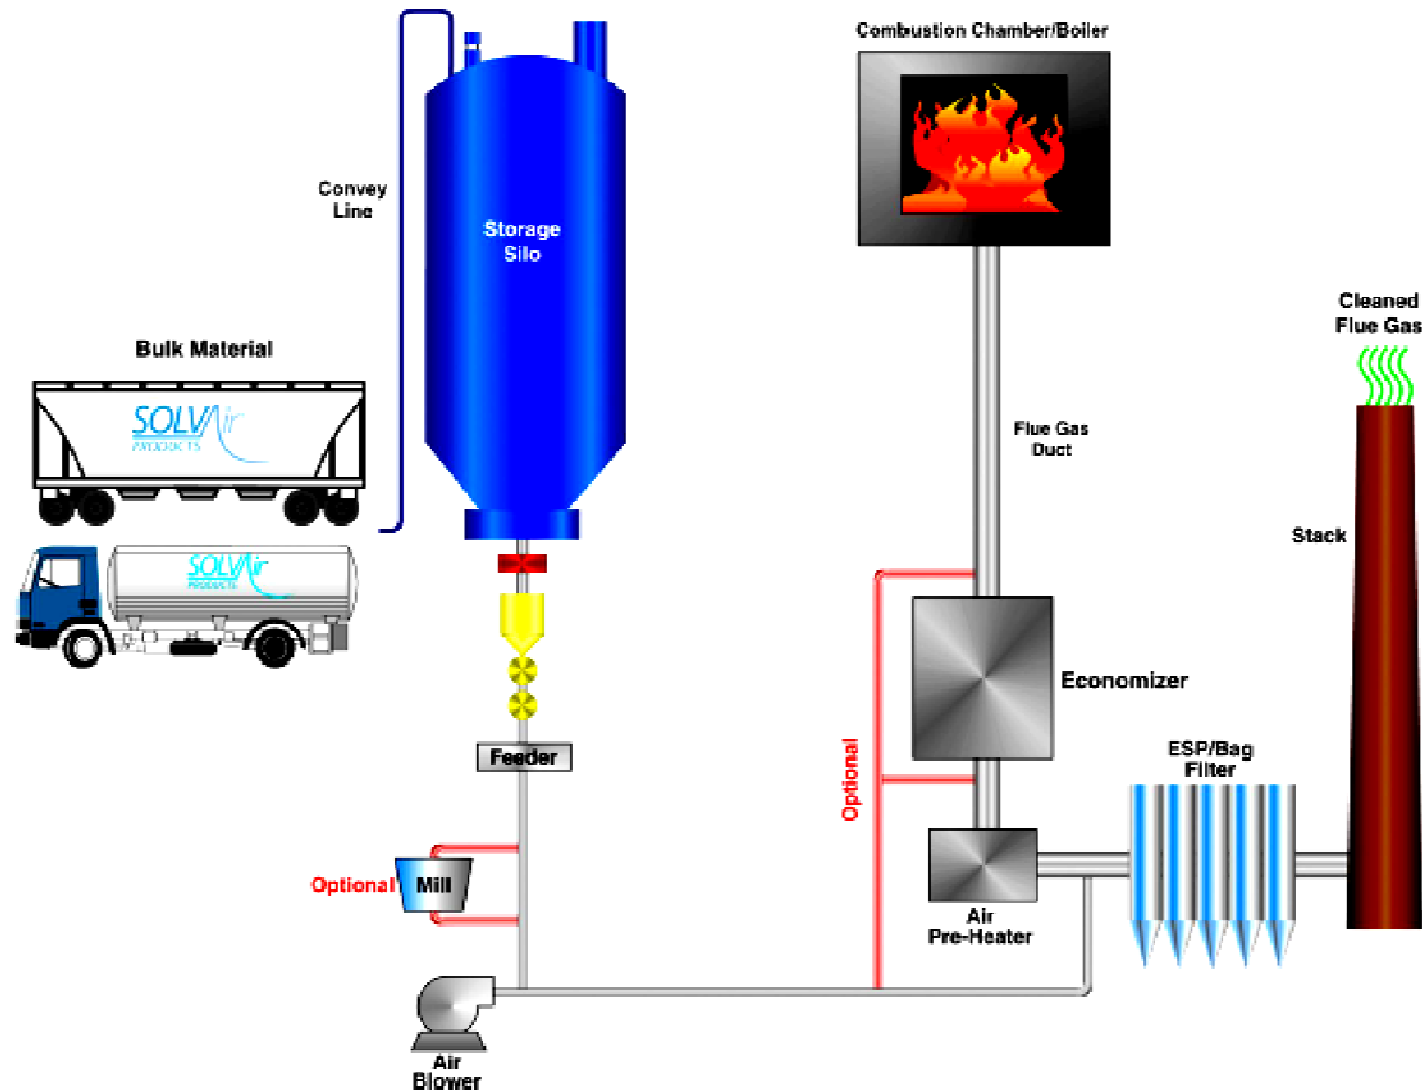 Combustion Chamber/Boiler
Convey
Line
Storage
Silo
Cleaned
Flue Gas
Bulk Material
SOLVAir
PRODUCTS
Flue Gas
Duct
Stack
SOLVAir
PRODUCTS
Economizer
Feeder
ESP/Bag
Filter
Optional
Optional
Mill
Air
Pre-Heater
Air
Blower